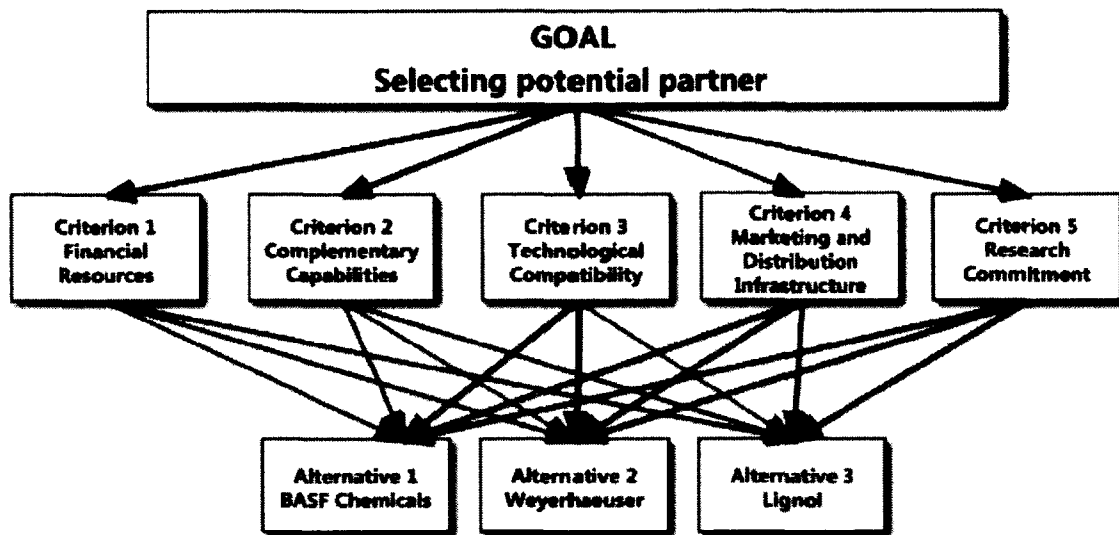 GOAL
Selecting potential partner
Criterion 1
Financial
Resources
Criterion 2
Complementary
Capabilities
Criterion 3
Technological
Compatibility
Criterion 4
Marketing and
Distribution
Infrastructure
Criterion 5
Research
Commitment
Alternative 1
BASF Chemicals
Alternative 2
Weyerhaeuser
Alternative 3
Lignol